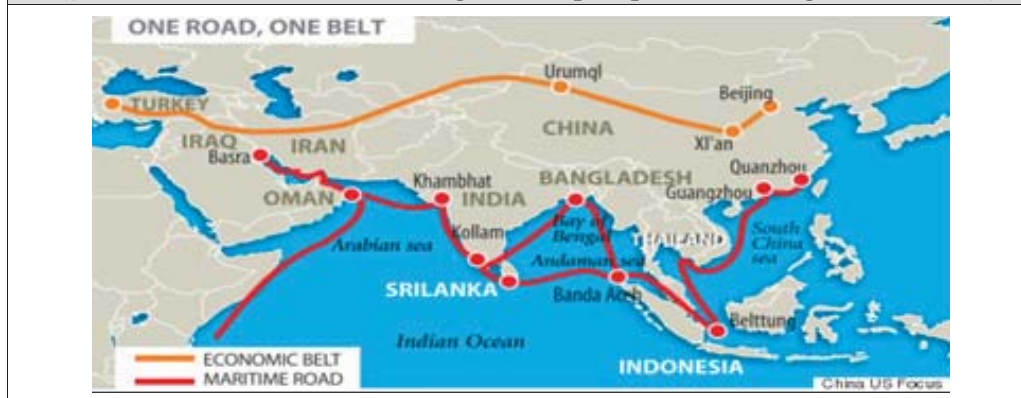 ONE ROAD, ONE BELT
Urumql
Beijing
TURKEY
CHINA
XI'an
IRAQ
IRAN
Basra
Quanzhou
Khambhat
BANGLADESH
Guangzhou
OMAN
INDIA
Kollam
Bay of
Bengal
THAILAND
South
China
sea
Arabian sea
Andaman sea
SRILANKA
Banda Aceh
Belttung
Indian Ocean
INDONESIA
ECONOMIC BELT
MARITIME ROAD
China US Focus